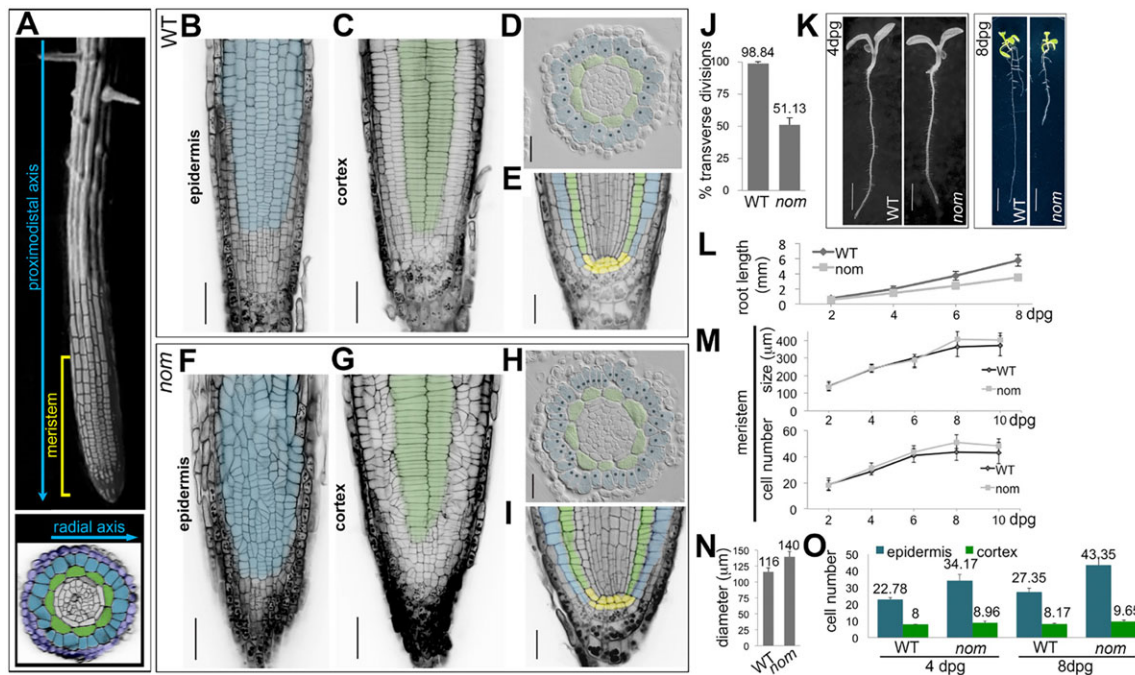 A
proximodistal axis
meristem
radial axis
WT
B
epidermis
C
cortex
D
E
nom
F
epidermis
G
cortex
H
I
J
% transverse divisions
100
75
50
25
0
98.84
51.13
WT nom
K
4dpg
WT
nom
8dpg
WT
nom
L
root length
(mm)
8
6
4
2
0
WT
nom
2 4 6 8 dpg
M
meristem
size (μm)
400
300
200
100
0
WT
nom
2 4 6 8 10 dpg
cell number
60
40
20
0
WT
nom
2 4 6 8 10 dpg
N
diameter (μm)
150
125
100
75
50
25
0
116
140
WT
nom
O
epidermis cortex
cell number
50
40
30
20
10
0
22.78
8
34.17
8.96
27.35
8.17
43,35
9.65
WT nom WT nom
4 dpg 8dpg